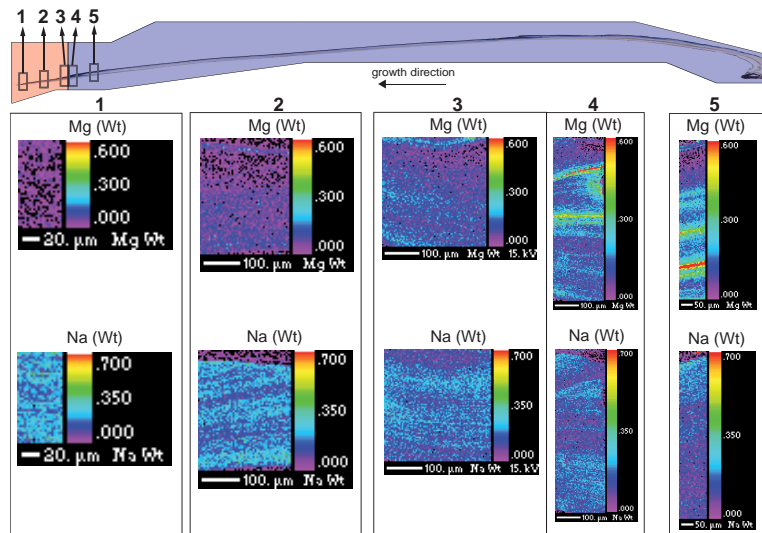 1 2 3 4 5
growth direction
1 2 3 4 5
Mg (Wt)
.600
.300
.000
20. µm Mg Wt
Mg (Wt)
.600
.300
.000
100. µm Mg Wt
Mg (Wt)
.600
.300
.000
100. µm Mg Wt 15. kV
Mg (Wt)
.600
.300
.000
100. µm Mg Wt
Mg (Wt)
.600
.300
.000
50. µm Mg Wt
Na (Wt)
.700
.350
.000
20. µm Na Wt
Na (Wt)
.700
.350
.000
100. µm Na Wt
Na (Wt)
.700
.350
.000
100. µm Na Wt 15. kV
Na (Wt)
.700
.350
.000
100. µm Na Wt
Na (Wt)
.700
.350
.000
50. µm Na Wt